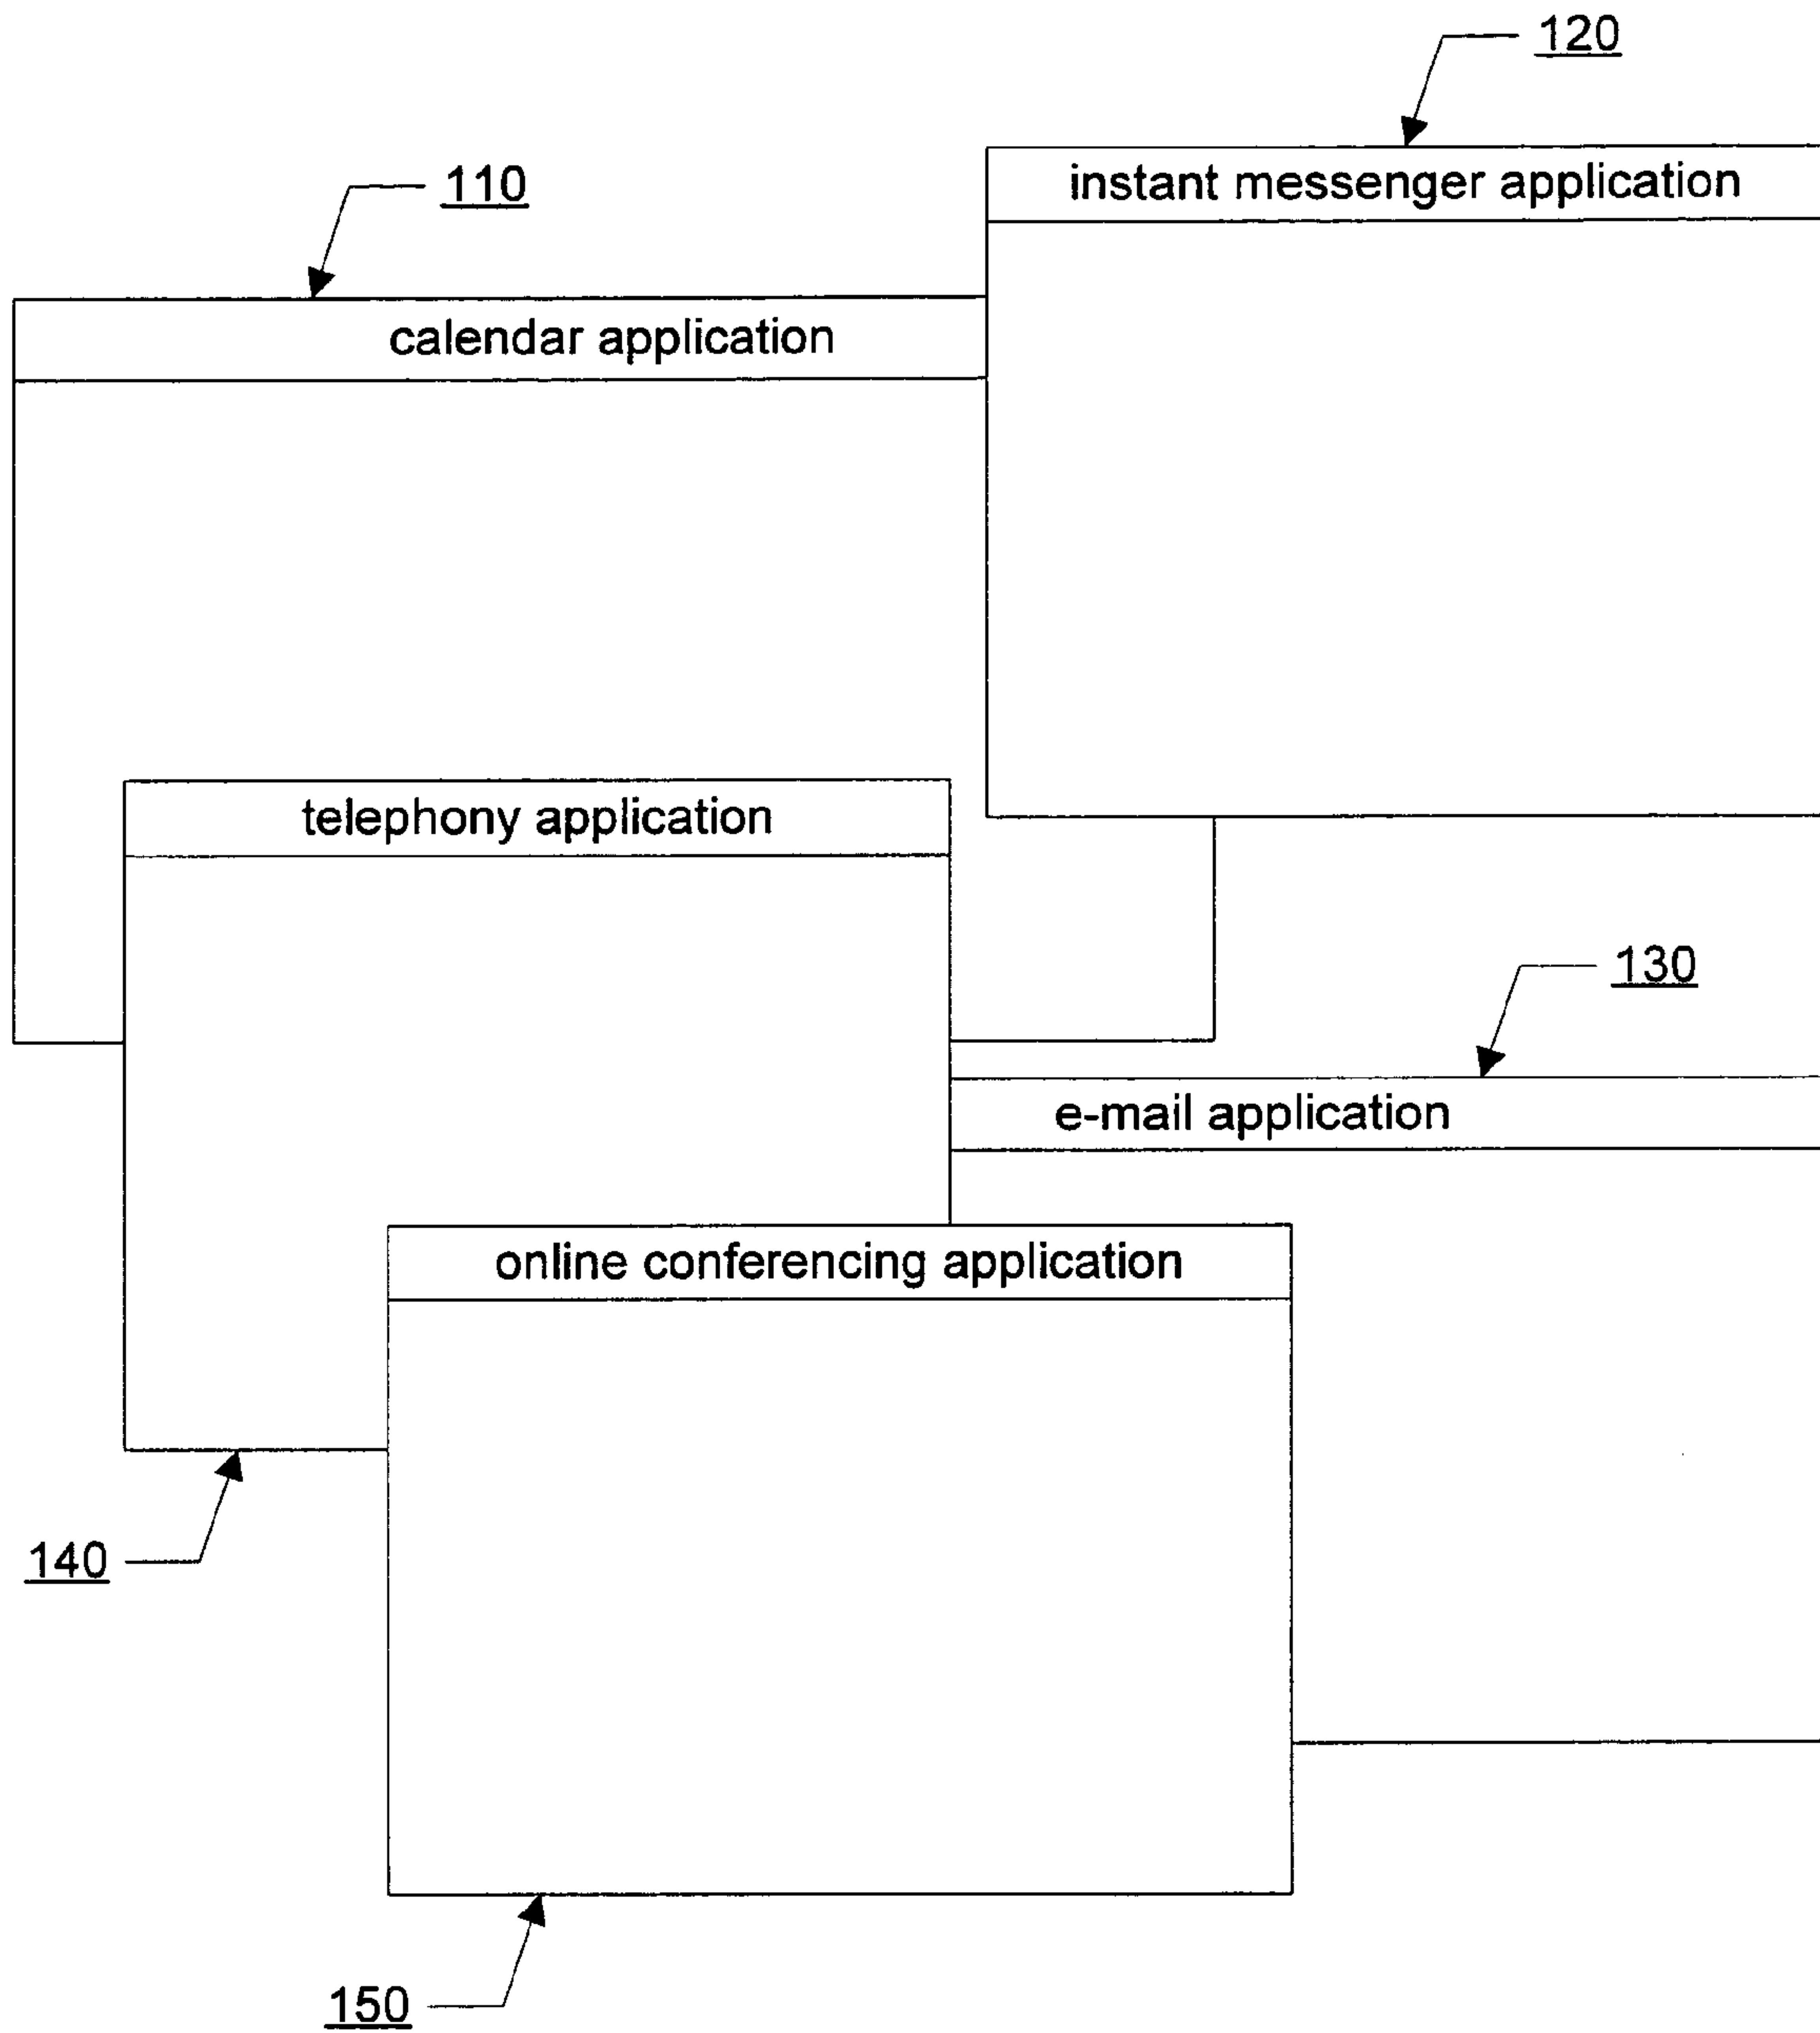 120
instant messenger application
110
calendar application
telephony application
130
e-mail application
online conferencing application
140
150